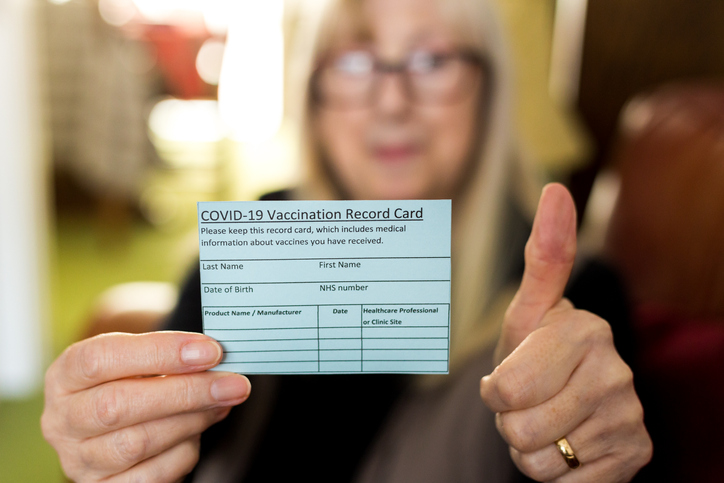 COVID-19 Vaccination Record Card
Please keep this record card, which includes medical
information about vaccines you have received.
Last Name First Name
Date of Birth NHS number
Product Name / Manufacturer Date Healthcare Professional
or Clinic Site